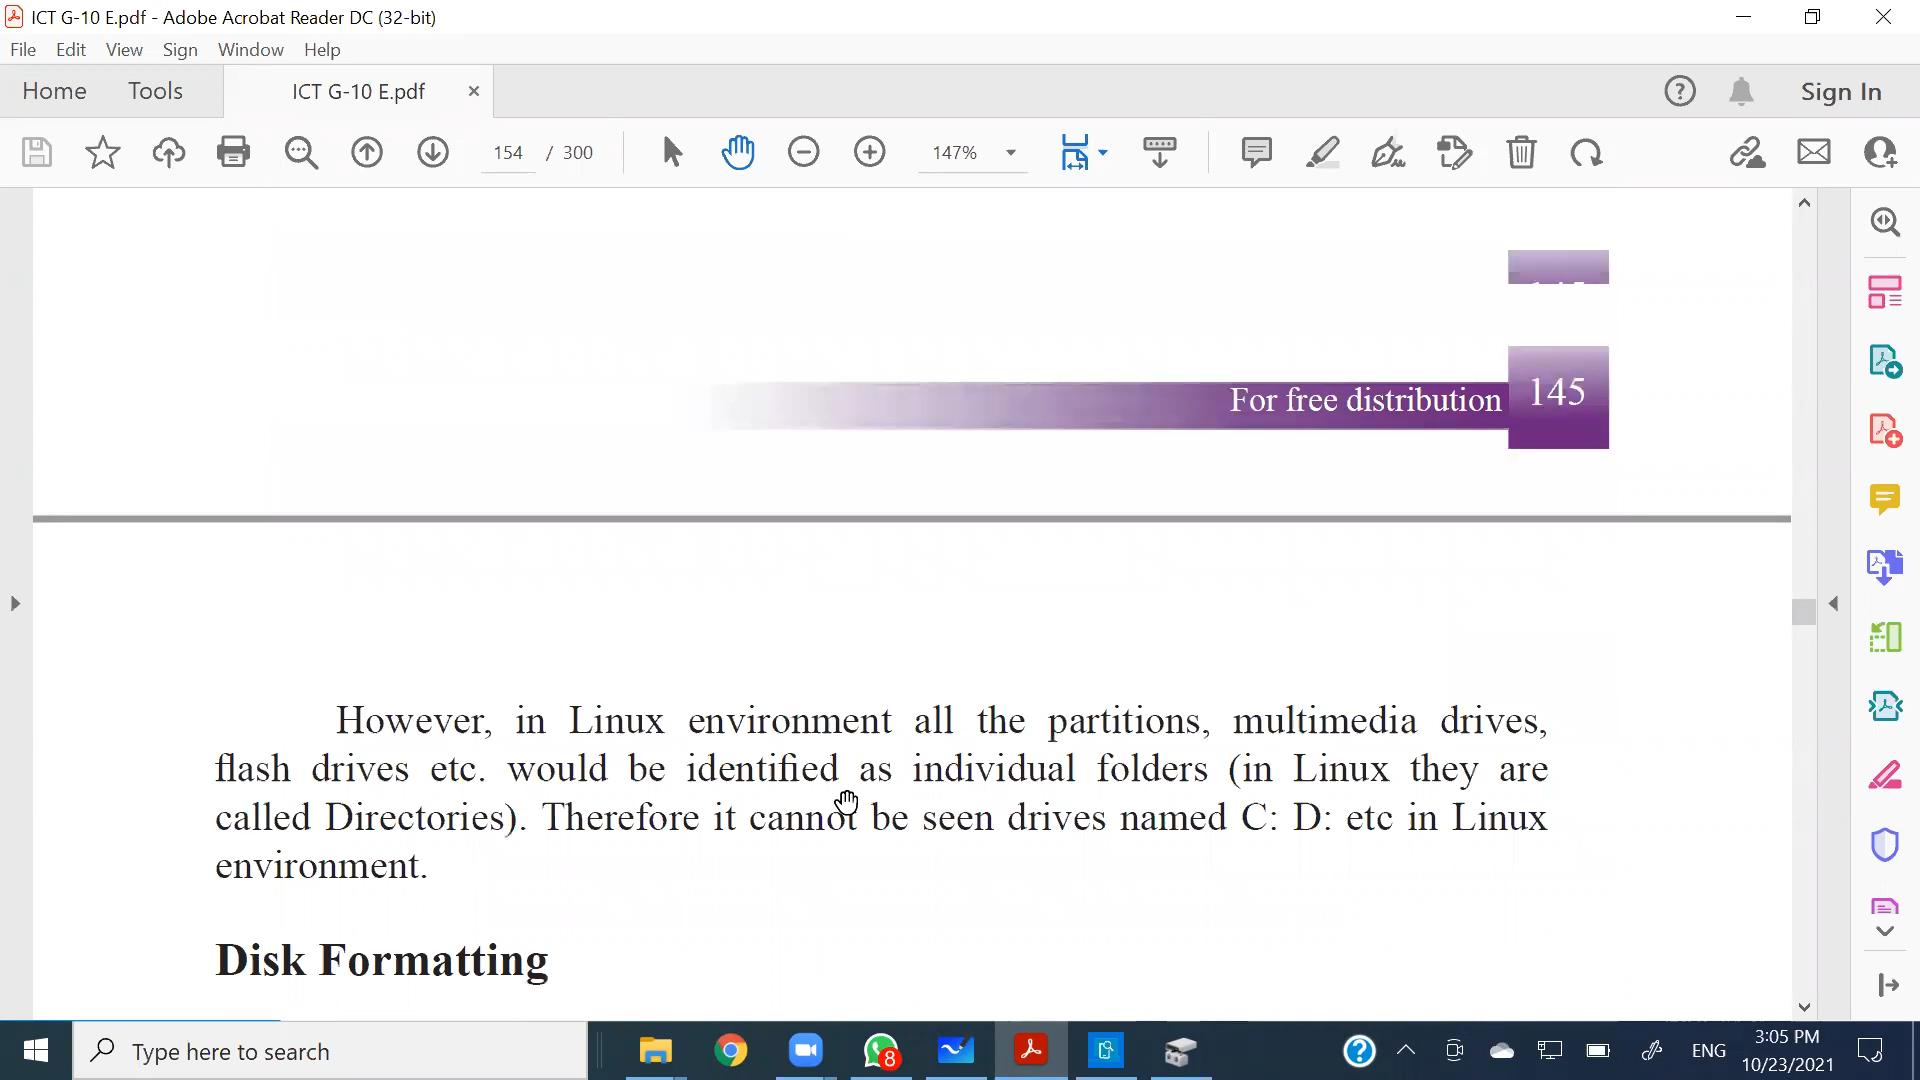 ICT G-10 E.pdf - Adobe Acrobat Reader DC (32-bit)
File Edit View Sign Window Help
Home Tools ICT G-10 E.pdf × Sign In
154 / 300 147%
For free distribution 145
However, in Linux environment all the partitions, multimedia drives,
flash drives etc. would be identified as individual folders (in Linux they are
called Directories). Therefore it cannot be seen drives named C: D: etc in Linux
environment.
Disk Formatting
Type here to search 8 ENG 3:05 PM
10/23/2021